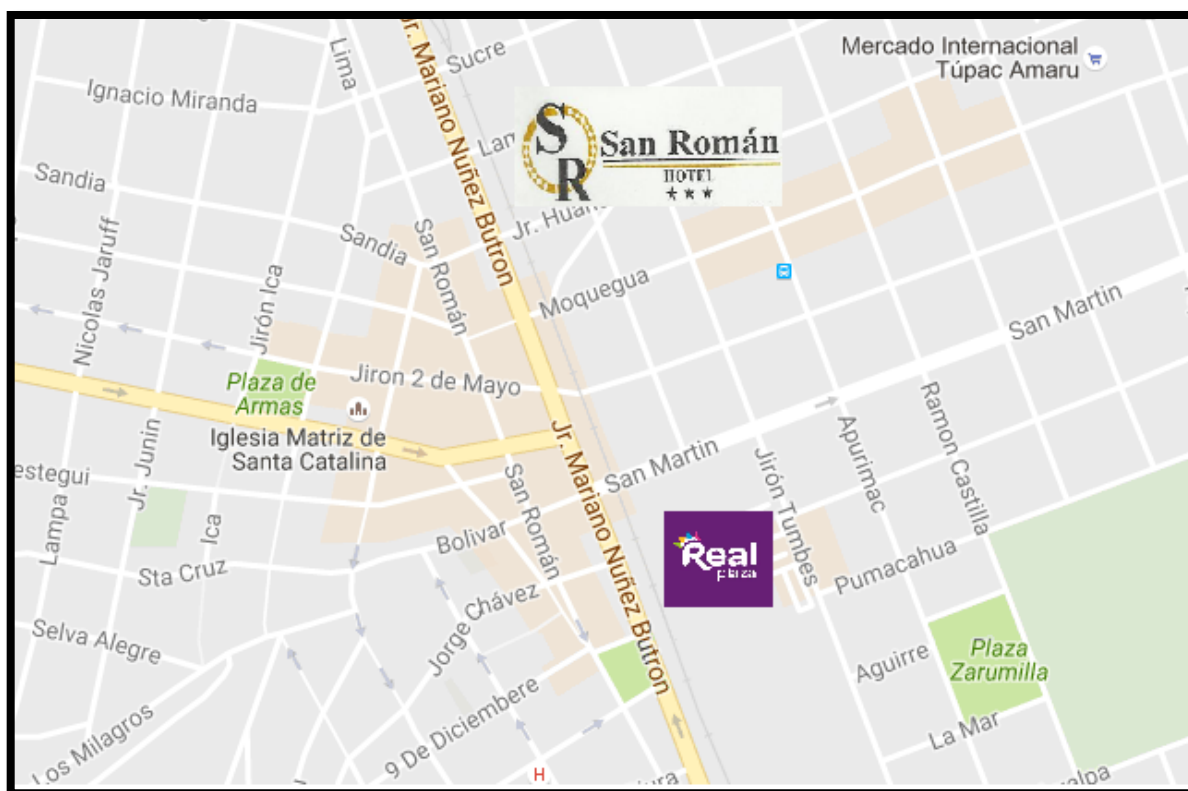 Lima
Jr. Mariano Nuñez Butron
Sucre
Mercado Internacional
Túpac Amaru
Ignacio Miranda
SR
San Román
HOTEL
Sandia
Nicolas Jaruff
Jirón Ica
Sandia
San Román
Moquegua
San Martin
Plaza de
Armas
Jiron 2 de Mayo
Iglesia Matriz de
Santa Catalina
Jr. Junin
Lampa
Ica
San Román
Jr. Mariano Nuñez Butron
San Martin
Jirón Tumbes
Apurimac
Ramon Castilla
Bolivar
Sta Cruz
Real
plaza
Pumacahua
Jorge Chávez
Selva Alegre
Aguirre
Plaza
Zarumilla
La Mar
Los Milagros
9 De Diciembere
H